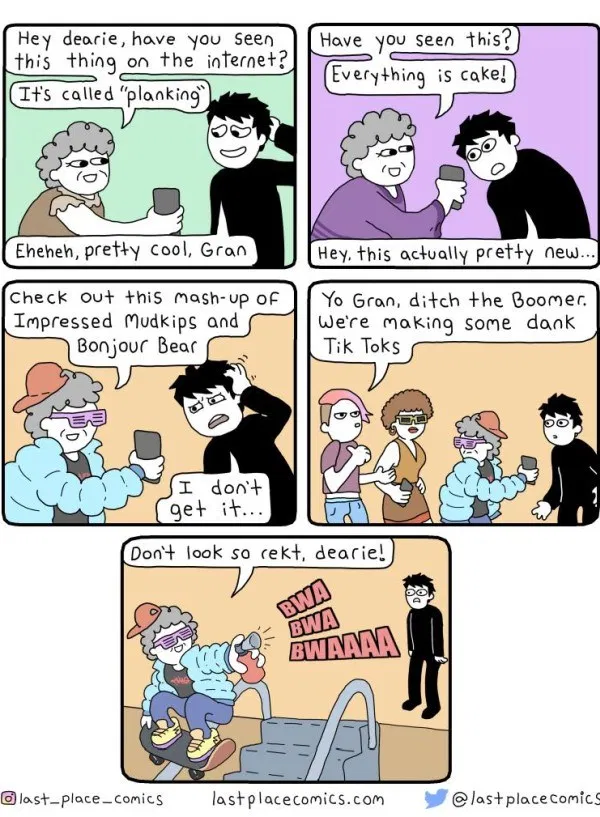 Hey dearie, have you seen
this thing on the internet?
It's called "planking"
Eheheh, pretty cool, Gran
Have you seen this?
Everything is cake!
Hey, this actually pretty new...
Check out this mash-up of
Impressed Mudkips and
Bonjour Bear
I don't
get it...
Yo Gran, ditch the Boomer.
We're making some dank
Tik Toks
Don't look so rekt, dearie!
BWA
BWA
BWAAAA
last_place_comics
lastplacecomics.com
@lastplacecomics